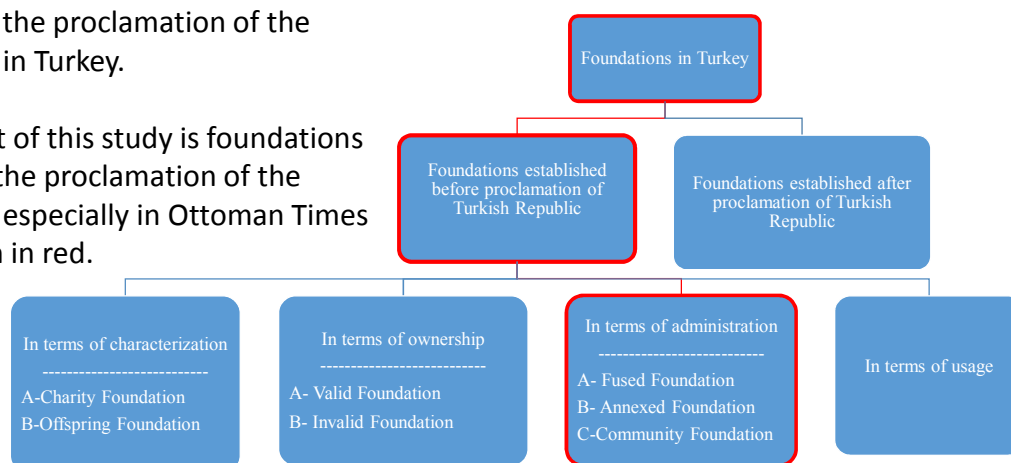 the proclamation of the
in Turkey.
t of this study is foundations
the proclamation of the
especially in Ottoman Times
in red.
Foundations in Turkey
Foundations established
before proclamation of
Turkish Republic
Foundations established after
proclamation of Turkish
Republic
In terms of characterization
---------------------------
A-Charity Foundation
B-Offspring Foundation
In terms of ownership
---------------------------
A- Valid Foundation
B- Invalid Foundation
In terms of administration
---------------------------
A- Fused Foundation
B- Annexed Foundation
C-Community Foundation
In terms of usage